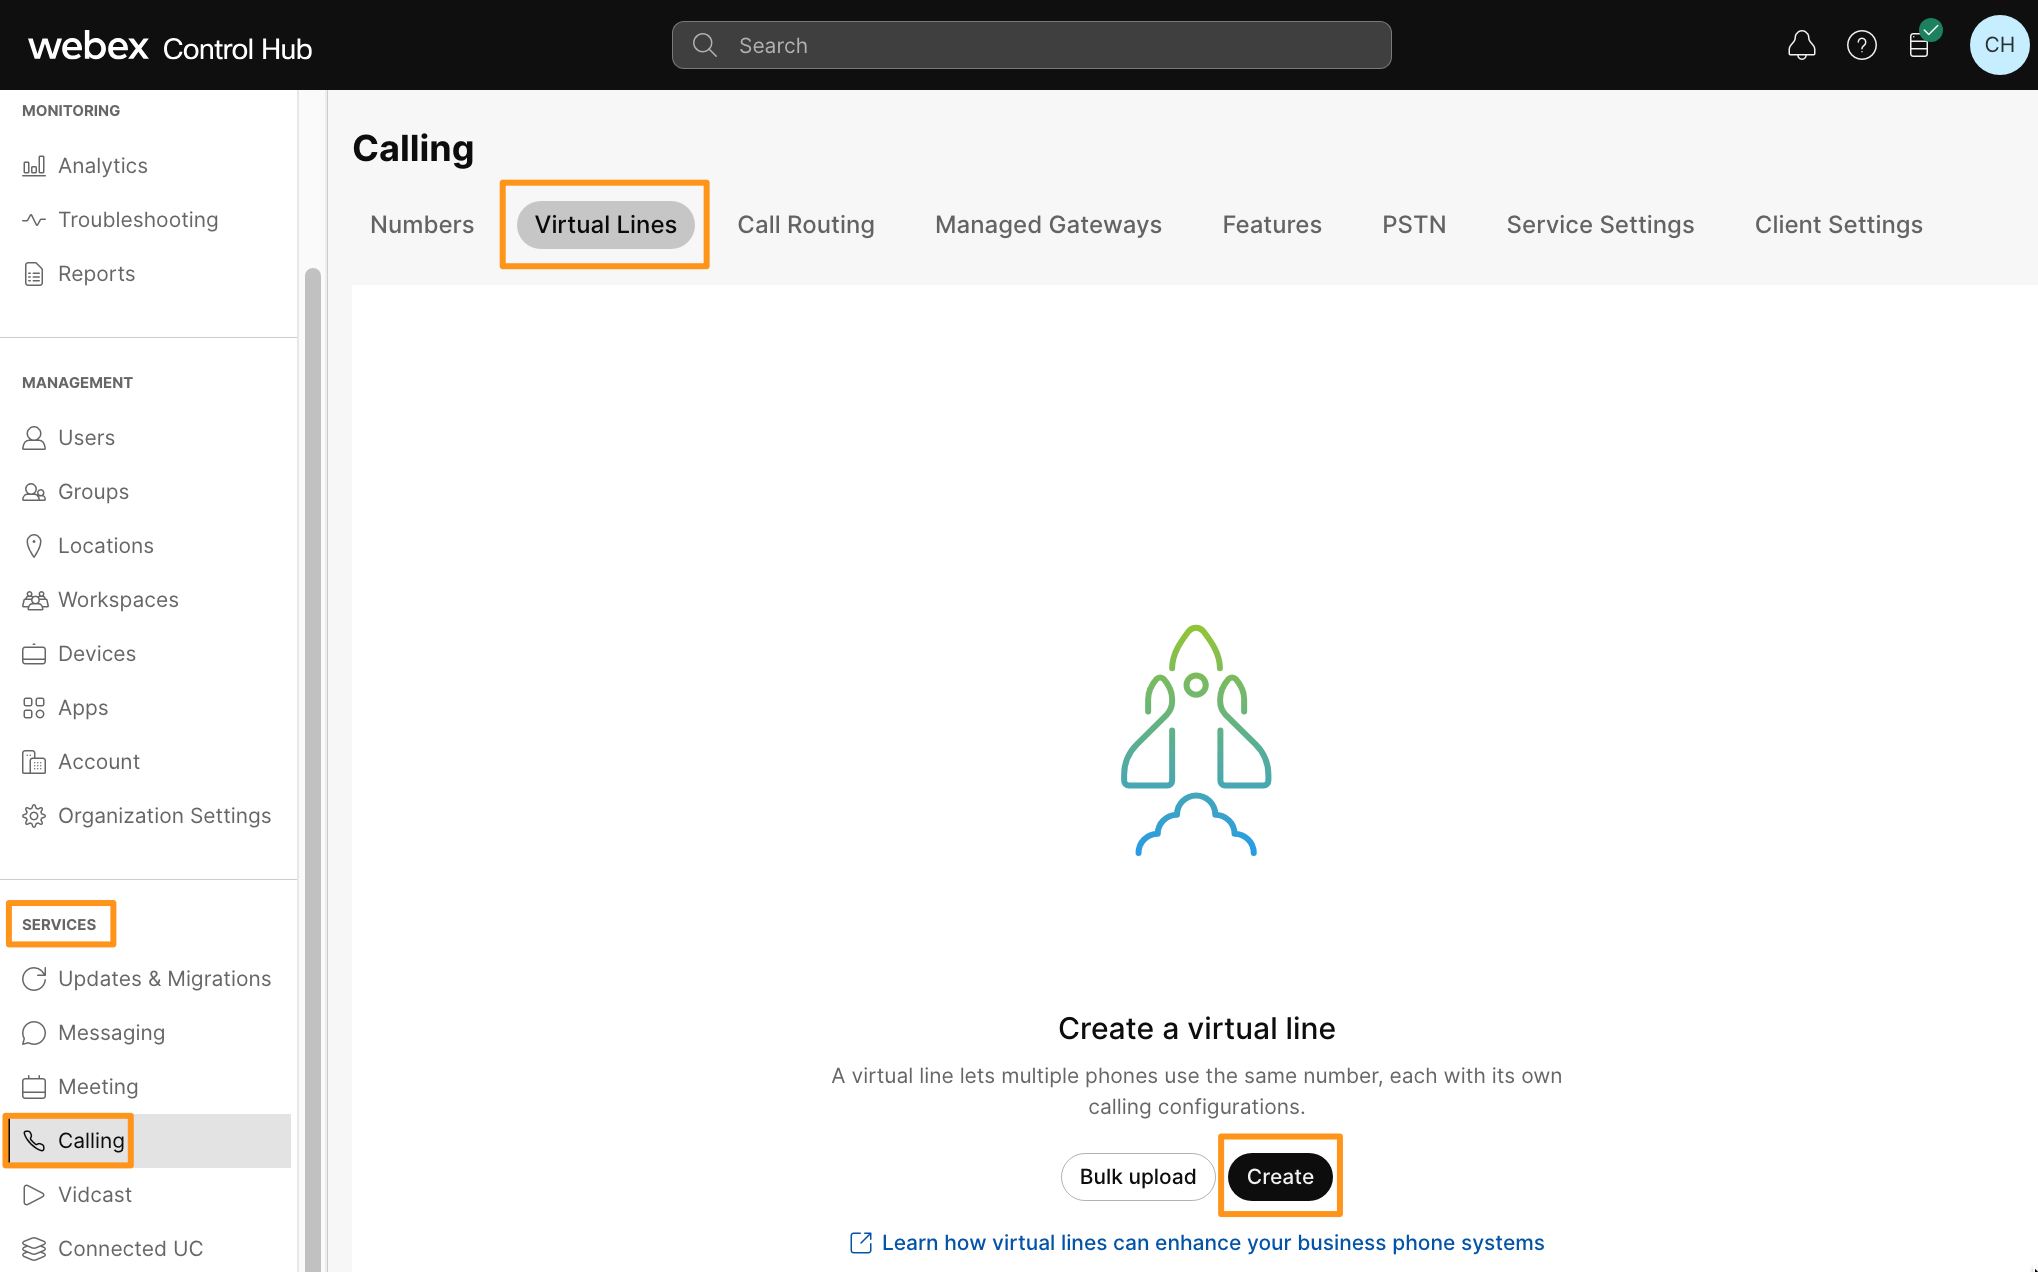 webex Control Hub
Search
CH
MONITORING
Analytics
Troubleshooting
Reports
MANAGEMENT
Users
Groups
Locations
Workspaces
Devices
Apps
Account
Organization Settings
SERVICES
Updates & Migrations
Messaging
Meeting
Calling
Vidcast
Connected UC
Calling
Numbers
Virtual Lines
Call Routing
Managed Gateways
Features
PSTN
Service Settings
Client Settings
Create a virtual line
A virtual line lets multiple phones use the same number, each with its own
calling configurations.
Bulk upload
Create
Learn how virtual lines can enhance your business phone systems